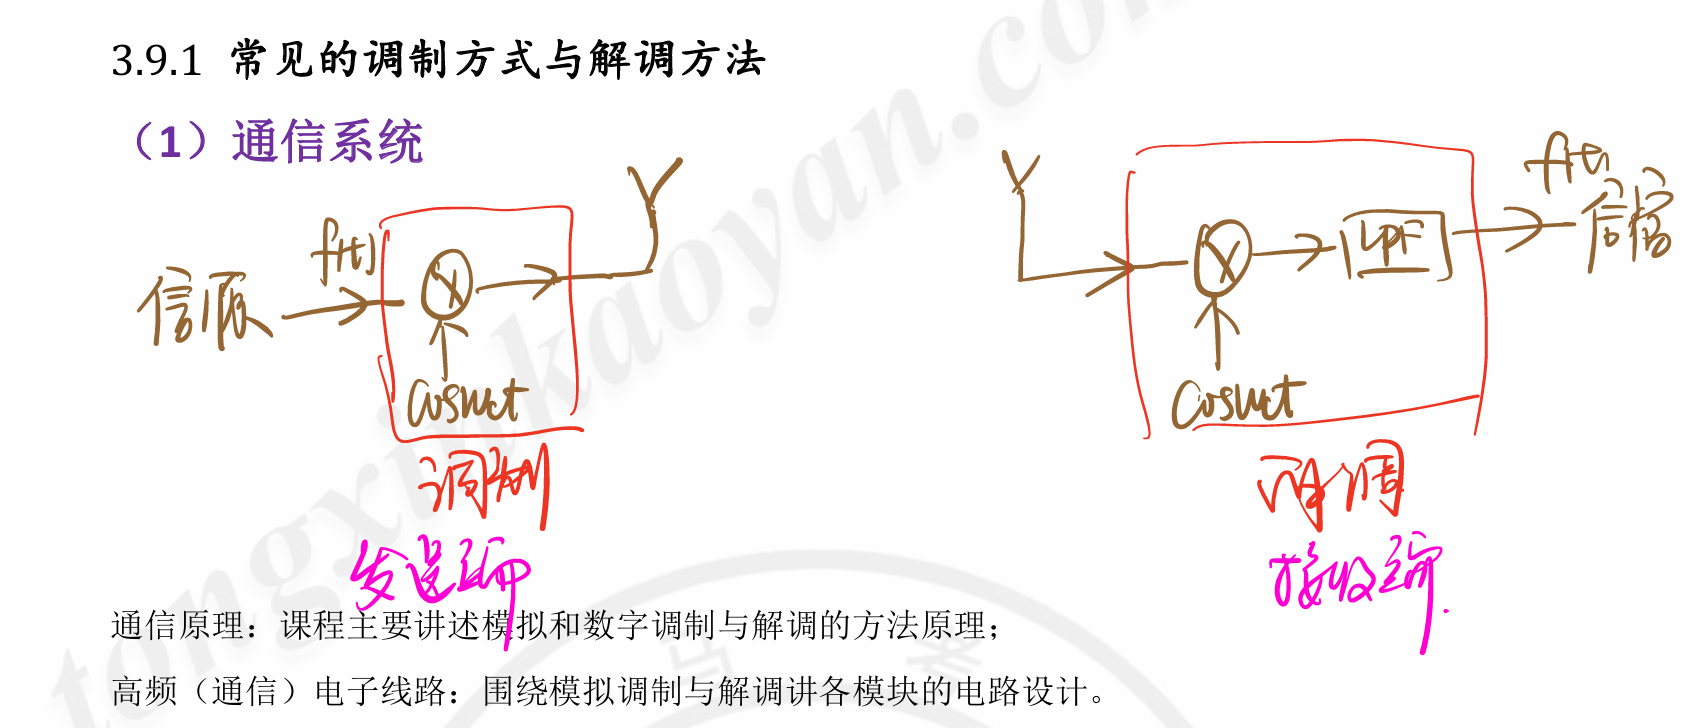 3.9.1 常见的调制方式与解调方法
（1）通信系统
信源 f(t) cosωct
调制
发送端
cosωct LPF f(t) 信宿
解调
接收端
通信原理：课程主要讲述模拟和数字调制与解调的方法原理；
高频（通信）电子线路：围绕模拟调制与解调讲各模块的电路设计。
tongxinkaoyan.com